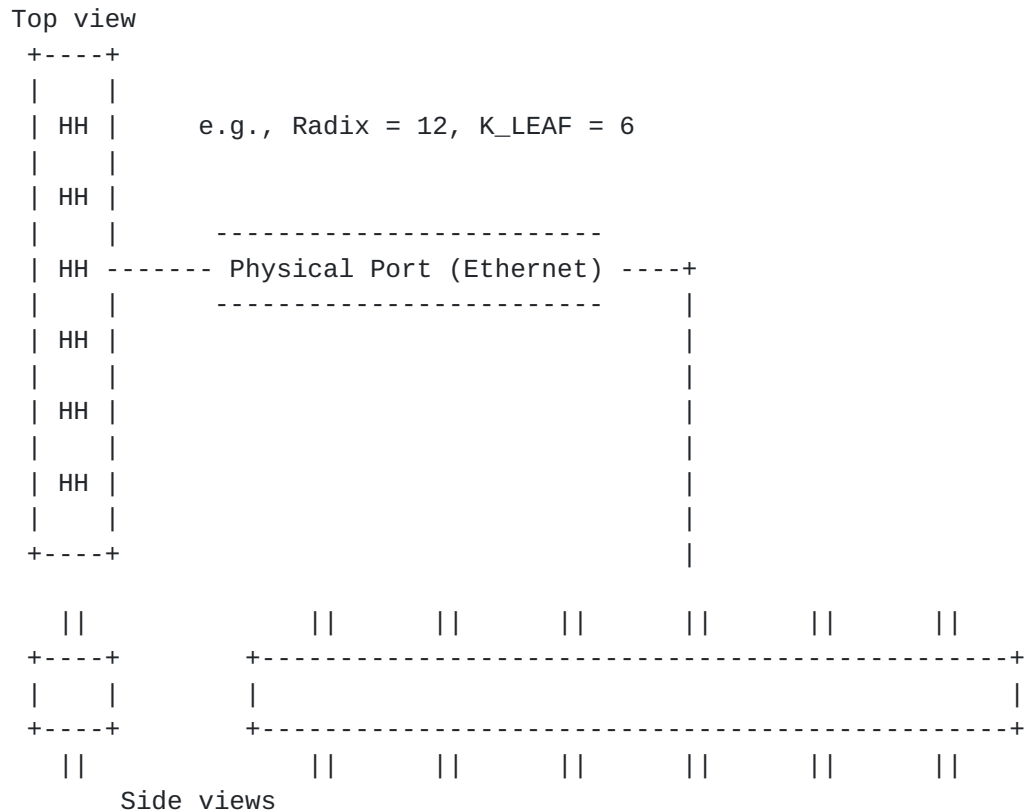 Top view
+----+
|    |
| HH |     e.g., Radix = 12, K_LEAF = 6
|    |
| HH |
|    |      -------------------------
| HH ------- Physical Port (Ethernet) ----+
|    |      -------------------------     |
| HH |                                    |
|    |                                    |
| HH |                                    |
|    |                                    |
| HH |                                    |
|    |                                    |
+----+                                    |
  ||              ||      ||      ||      ||      ||      ||
+----+        +------------------------------------------------+
|    |        |                                                |
+----+        +------------------------------------------------+
  ||              ||      ||      ||      ||      ||      ||
      Side views